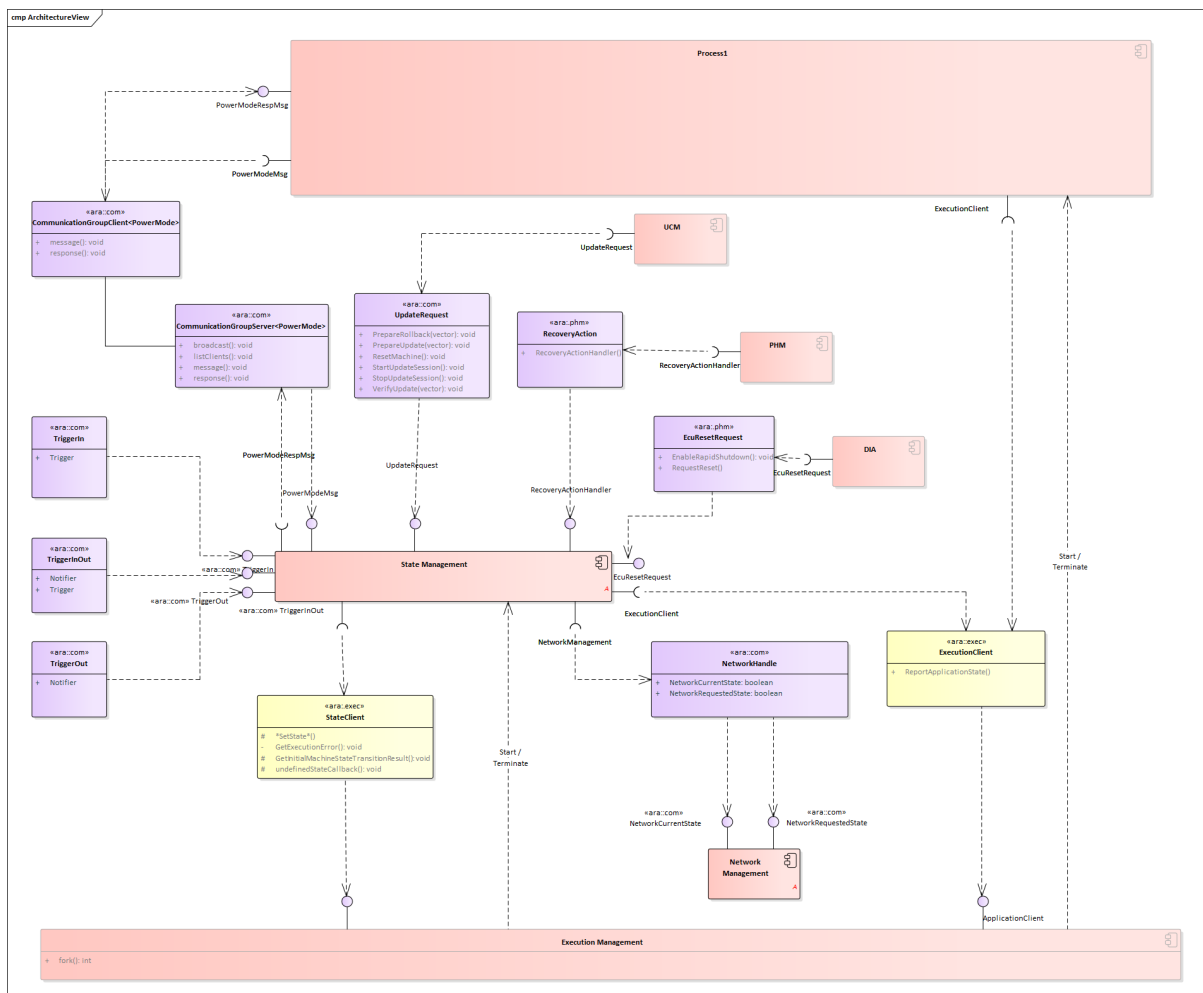 cmp ArchitectureView
Process1
PowerModeRespMsg
PowerModeMsg
ExecutionClient
«ara::com»
CommunicationGroupClient<PowerMode>
+ message(): void
+ response(): void
UCM
UpdateRequest
«ara::com»
CommunicationGroupServer<PowerMode>
+ broadcast(): void
+ listClients(): void
+ message(): void
+ response(): void
«ara::com»
UpdateRequest
+ PrepareRollback(vector): void
+ PrepareUpdate(vector): void
+ ResetMachine(): void
+ StartUpdateSession(): void
+ StopUpdateSession(): void
+ VerifyUpdate(vector): void
«ara::phm»
RecoveryAction
+ RecoveryActionHandler()
PHM
RecoveryActionHandler
«ara::com»
TriggerIn
+ Trigger
«ara::phm»
EcuResetRequest
+ EnableRapidShutdown(): void
+ RequestReset()
DIA
EcuResetRequest
PowerModeRespMsg
PowerModeMsg
UpdateRequest
RecoveryActionHandler
«ara::com»
TriggerInOut
+ Notifier
+ Trigger
State Management
A
«ara::com» TriggerIn
«ara::com» TriggerOut
«ara::com» TriggerInOut
EcuResetRequest
ExecutionClient
Start /
Terminate
«ara::com»
TriggerOut
+ Notifier
NetworkManagement
«ara::com»
NetworkHandle
+ NetworkCurrentState: boolean
+ NetworkRequestedState: boolean
«ara::exec»
ExecutionClient
+ ReportApplicationState()
«ara::exec»
StateClient
# *SetState*()
- GetExecutionError(): void
# GetInitialMachineStateTransitionResult(): void
# undefinedStateCallback(): void
Start /
Terminate
«ara::com»
NetworkCurrentState
«ara::com»
NetworkRequestedState
Network
Management
A
ApplicationClient
Execution Management
+ fork(): int